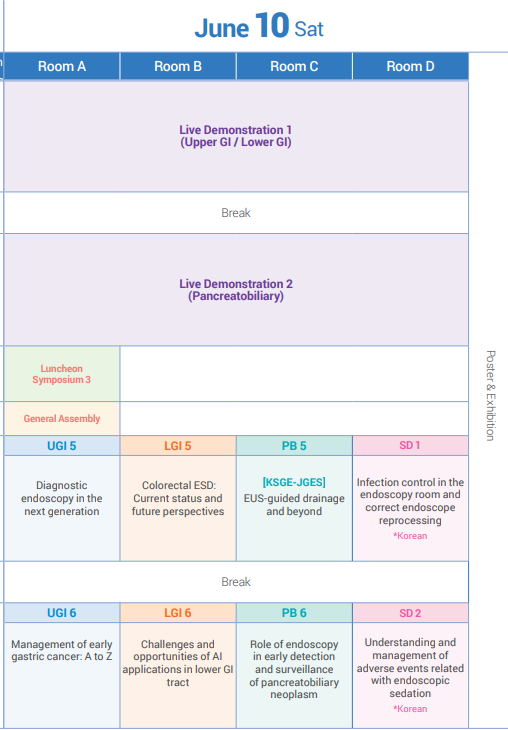 June 10 Sat
Room A
Room B
Room C
Room D
Live Demonstration 1
(Upper GI / Lower GI)
Break
Live Demonstration 2
(Pancreatobiliary)
Luncheon
Symposium 3
General Assembly
Poster & Exhibition
UGI 5
LGI 5
PB 5
SD 1
Diagnostic
endoscopy in the
next generation
Colorectal ESD:
Current status and
future perspectives
[KSGE-JGES]
EUS-guided drainage
and beyond
Infection control in the
endoscopy room and
correct endoscope
reprocessing
*Korean
Break
UGI 6
LGI 6
PB 6
SD 2
Management of early
gastric cancer: A to Z
Challenges and
opportunities of AI
applications in lower GI
tract
Role of endoscopy
in early detection
and surveillance
of pancreatobiliary
neoplasm
Understanding and
management of
adverse events related
with endoscopic
sedation
*Korean